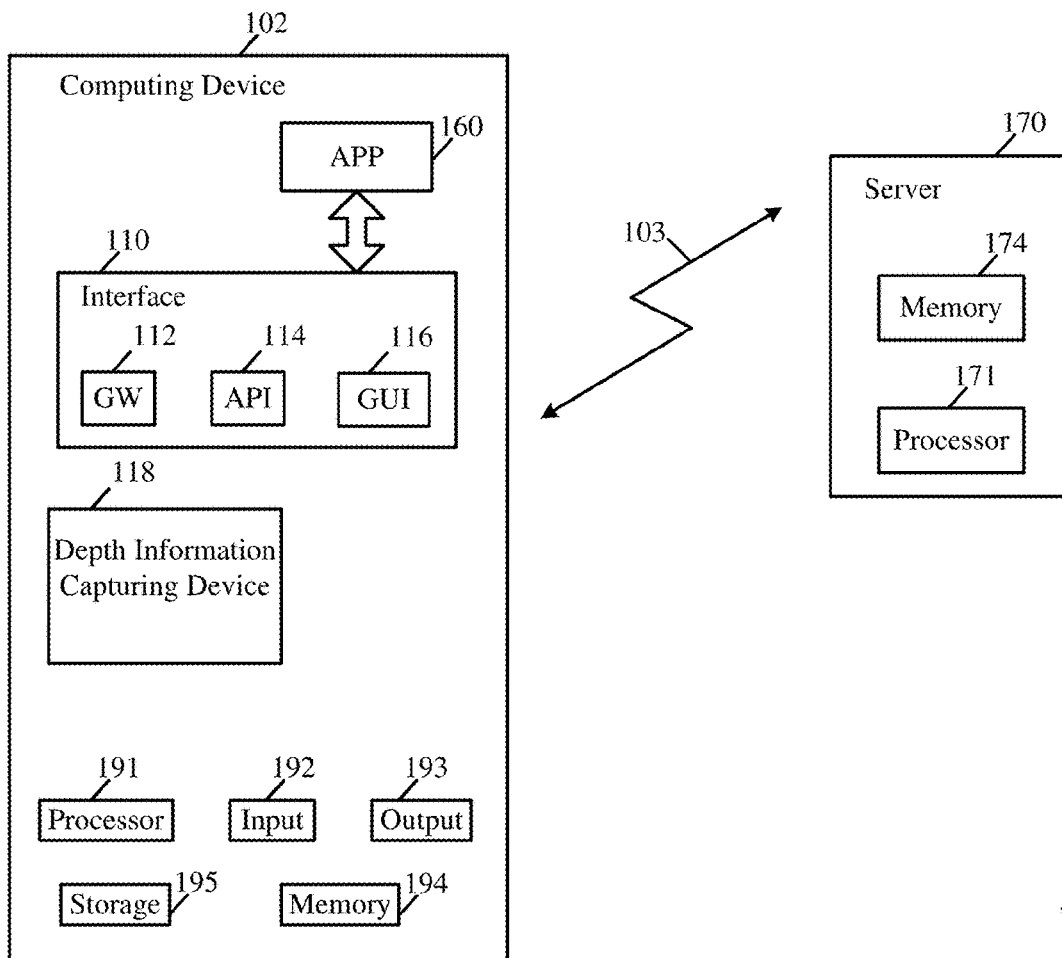 102
Computing Device
160
APP
110
Interface
112
114
116
GW
API
GUI
118
Depth Information
Capturing Device
191
192
193
Processor
Input
Output
Storage
195
Memory
194
103
170
Server
174
Memory
171
Processor